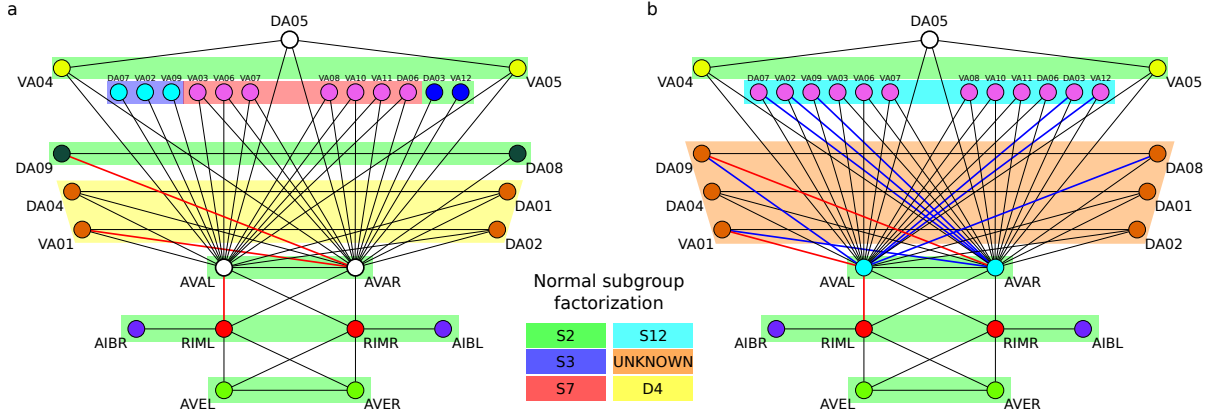 a
DA05
VA04
VA05
DA07 VA02 VA09 VA03 VA06 VA07 VA08 VA10 VA11 DA06 DA03 VA12
DA09
DA08
DA04
DA01
VA01
DA02
AVAL
AVAR
AIBR
RIML
RIMR
AIBL
AVEL
AVER
Normal subgroup
factorization
S2
S12
S3
UNKNOWN
S7
D4
b
DA05
VA04
VA05
DA07 VA02 VA09 VA03 VA06 VA07 VA08 VA10 VA11 DA06 DA03 VA12
DA09
DA08
DA04
DA01
VA01
DA02
AVAL
AVAR
AIBR
RIML
RIMR
AIBL
AVEL
AVER